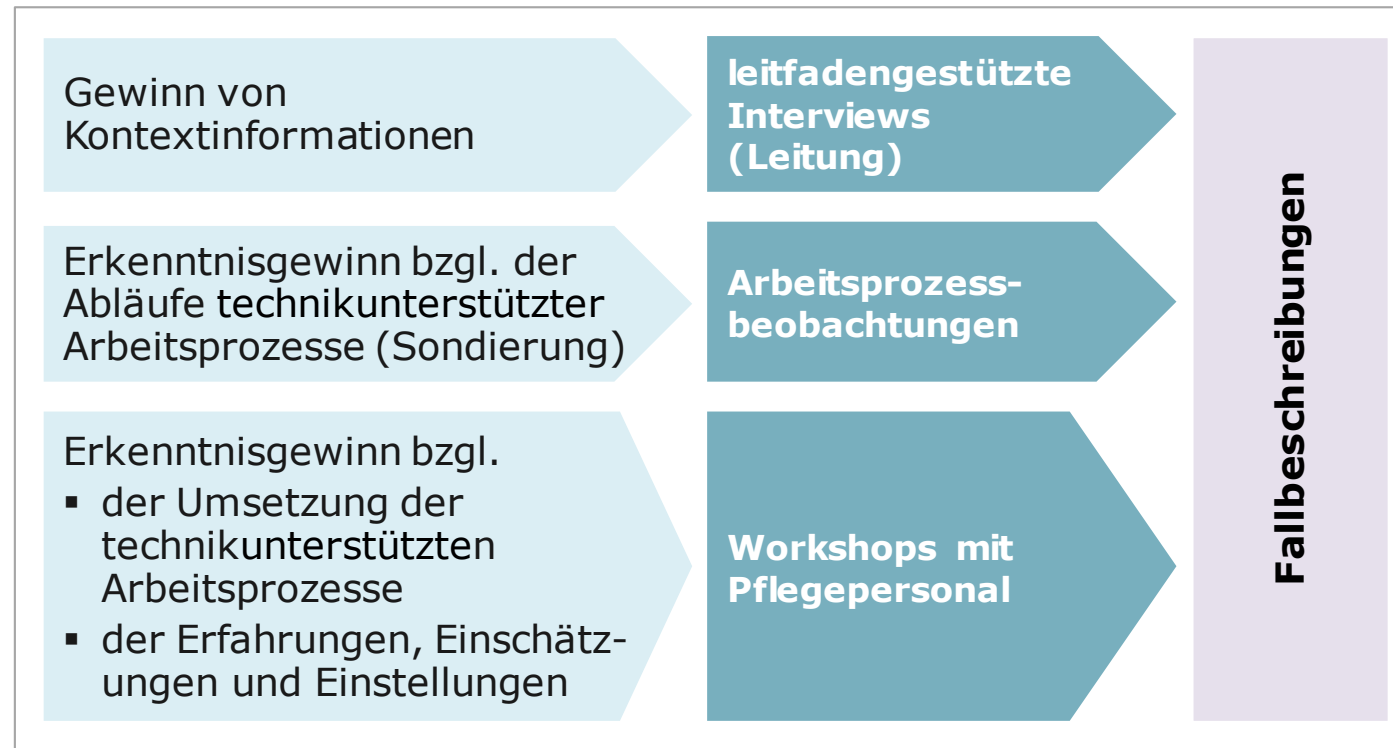 Gewinn von
Kontextinformationen
leitfadengestützte
Interviews
(Leitung)
Erkenntnisgewinn bzgl. der
Abläufe technikunterstützter
Arbeitsprozesse (Sondierung)
Arbeitsprozess-
beobachtungen
Erkenntnisgewinn bzgl.
▪ der Umsetzung der
technikunterstützten
Arbeitsprozesse
▪ der Erfahrungen, Einschätz-
ungen und Einstellungen
Workshops mit
Pflegepersonal
Fallbeschreibungen